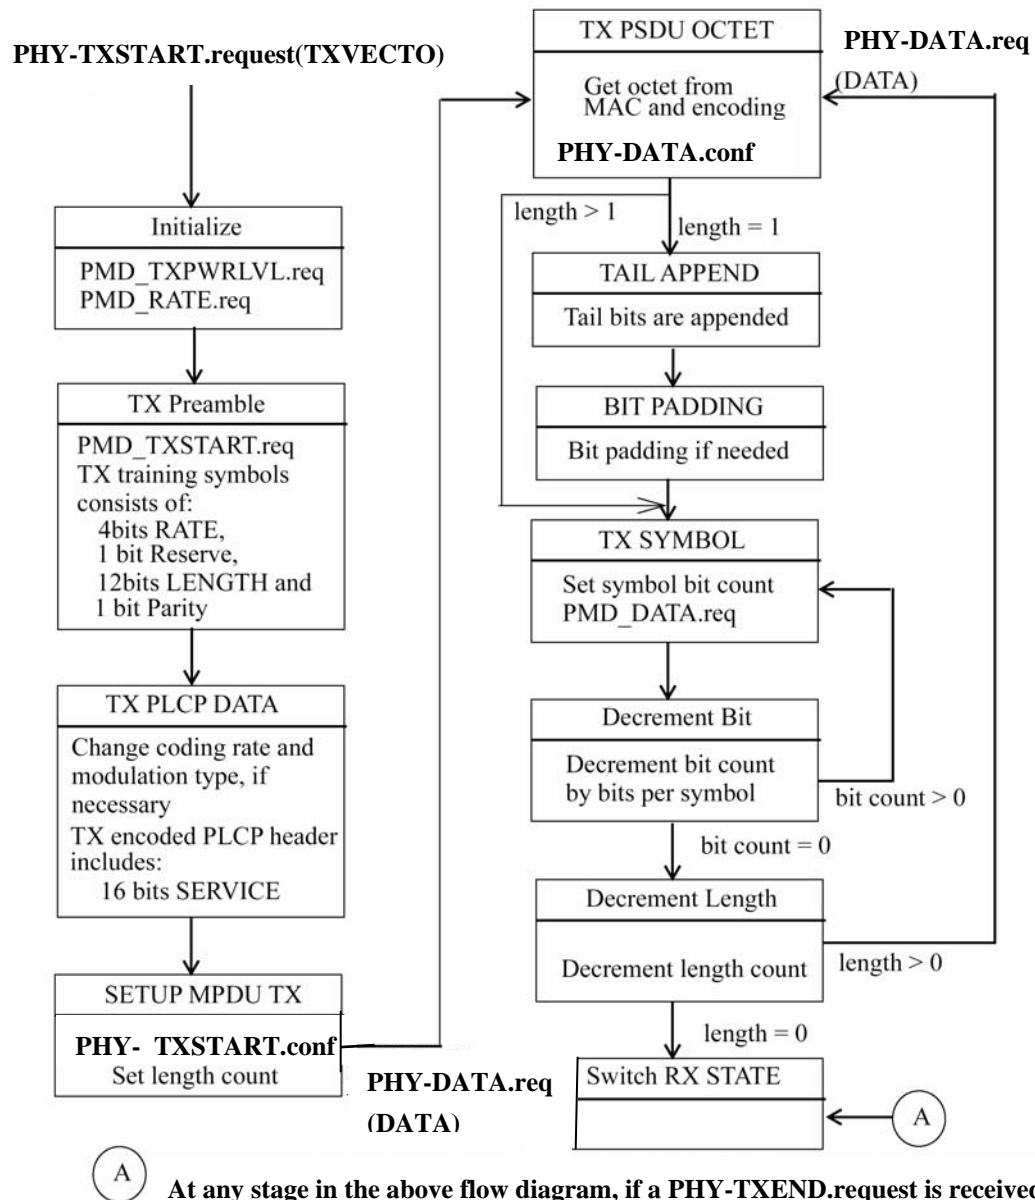 PHY-TXSTART.request(TXVECTO)
Initialize
PMD_TXPWRLVL.req
PMD_RATE.req
TX Preamble
PMD_TXSTART.req
TX training symbols
consists of:
4bits RATE,
1 bit Reserve,
12bits LENGTH and
1 bit Parity
TX PLCP DATA
Change coding rate and
modulation type, if
necessary
TX encoded PLCP header
includes:
16 bits SERVICE
SETUP MPDU TX
PHY- TXSTART.conf
Set length count
PHY-DATA.req
(DATA)
TX PSDU OCTET
Get octet from
MAC and encoding
PHY-DATA.conf
PHY-DATA.req
(DATA)
length > 1
length = 1
TAIL APPEND
Tail bits are appended
BIT PADDING
Bit padding if needed
TX SYMBOL
Set symbol bit count
PMD_DATA.req
Decrement Bit
Decrement bit count
by bits per symbol
bit count > 0
bit count = 0
Decrement Length
Decrement length count
length > 0
length = 0
Switch RX STATE
A
A
At any stage in the above flow diagram, if a PHY-TXEND.request is received